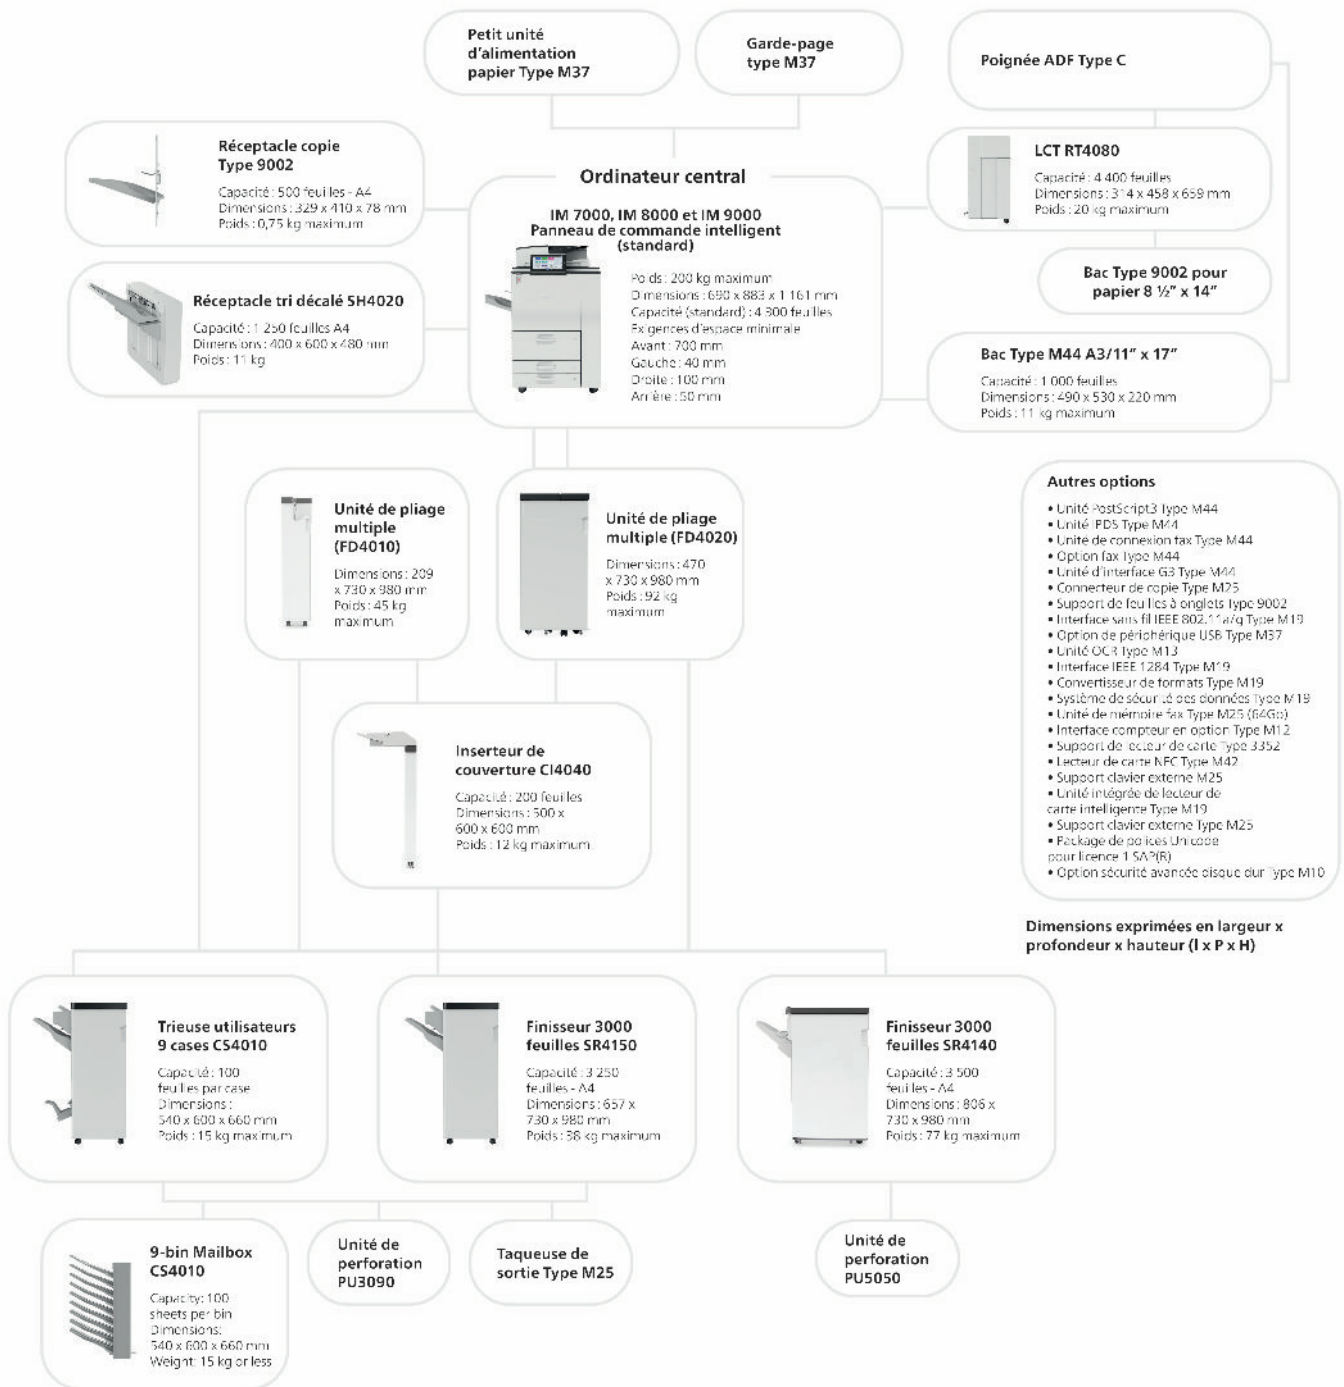 Petit unité
d'alimentation
papier Type M37
Garde-page
type M37
Poignée ADF Type C
Réceptacle copie
Type 9002
Capacité : 500 feuilles - A4
Dimensions : 329 x 410 x 78 mm
Poids : 0,75 kg maximum
LCT RT4080
Capacité : 4 400 feuilles
Dimensions : 314 x 458 x 659 mm
Poids : 20 kg maximum
Ordinateur central
IM 7000, IM 8000 et IM 9000
Panneau de commande intelligent
(standard)
Poids : 200 kg maximum
Dimensions : 690 x 883 x 1 161 mm
Capacité (standard) : 4 300 feuilles
Exigences d'espace minimale
Avant : 700 mm
Gauche : 40 mm
Droite : 100 mm
Arrière : 50 mm
Bac Type 9002 pour
papier 8 ½" x 14"
Réceptacle tri décalé SH4020
Capacité : 1 250 feuilles A4
Dimensions : 400 x 600 x 480 mm
Poids : 11 kg
Bac Type M44 A3/11" x 17"
Capacité : 1 000 feuilles
Dimensions : 490 x 530 x 220 mm
Poids : 11 kg maximum
Unité de pliage
multiple
(FD4010)
Dimensions : 209
x 730 x 980 mm
Poids : 45 kg
maximum
Unité de pliage
multiple (FD4020)
Dimensions : 470
x 730 x 980 mm
Poids : 92 kg
maximum
Autres options
• Unité PostScript3 Type M44
• Unité IPDS Type M44
• Unité de connexion fax Type M44
• Option fax Type M44
• Unité d'interface G3 Type M44
• Connecteur de copie Type M25
• Support de feuilles à onglets Type 9002
• Interface sans fil IEEE 802.11a/g Type M19
• Option de périphérique USB Type M37
• Unité OCR Type M13
• Interface IEEE 1284 Type M19
• Convertisseur de formats Type M19
• Système de sécurité des données Type M19
• Unité de mémoire fax Type M25 (64Go)
• Interface compteur en option Type M12
• Support de lecteur de carte Type 3352
• Lecteur de carte NFC Type M42
• Support clavier externe M25
• Unité intégrée de lecteur de
carte intelligente Type M19
• Support clavier externe Type M25
• Package de polices Unicode
pour licence 1 SAP(R)
• Option sécurité avancée disque dur Type M10
Inserteur de
couverture CI4040
Capacité : 200 feuilles
Dimensions : 500 x
600 x 600 mm
Poids : 12 kg maximum
Dimensions exprimées en largeur x
profondeur x hauteur (l x P x H)
Trieuse utilisateurs
9 cases CS4010
Capacité : 100
feuilles par case
Dimensions :
540 x 600 x 660 mm
Poids : 15 kg maximum
Finisseur 3000
feuilles SR4150
Capacité : 3 250
feuilles - A4
Dimensions : 657 x
730 x 980 mm
Poids : 38 kg maximum
Finisseur 3000
feuilles SR4140
Capacité : 3 500
feuilles - A4
Dimensions : 806 x
730 x 980 mm
Poids : 77 kg maximum
9-bin Mailbox
CS4010
Capacity: 100
sheets per bin
Dimensions:
540 x 600 x 660 mm
Weight: 15 kg or less
Unité de
perforation
PU3090
Taqueuse de
sortie Type M25
Unité de
perforation
PU5050